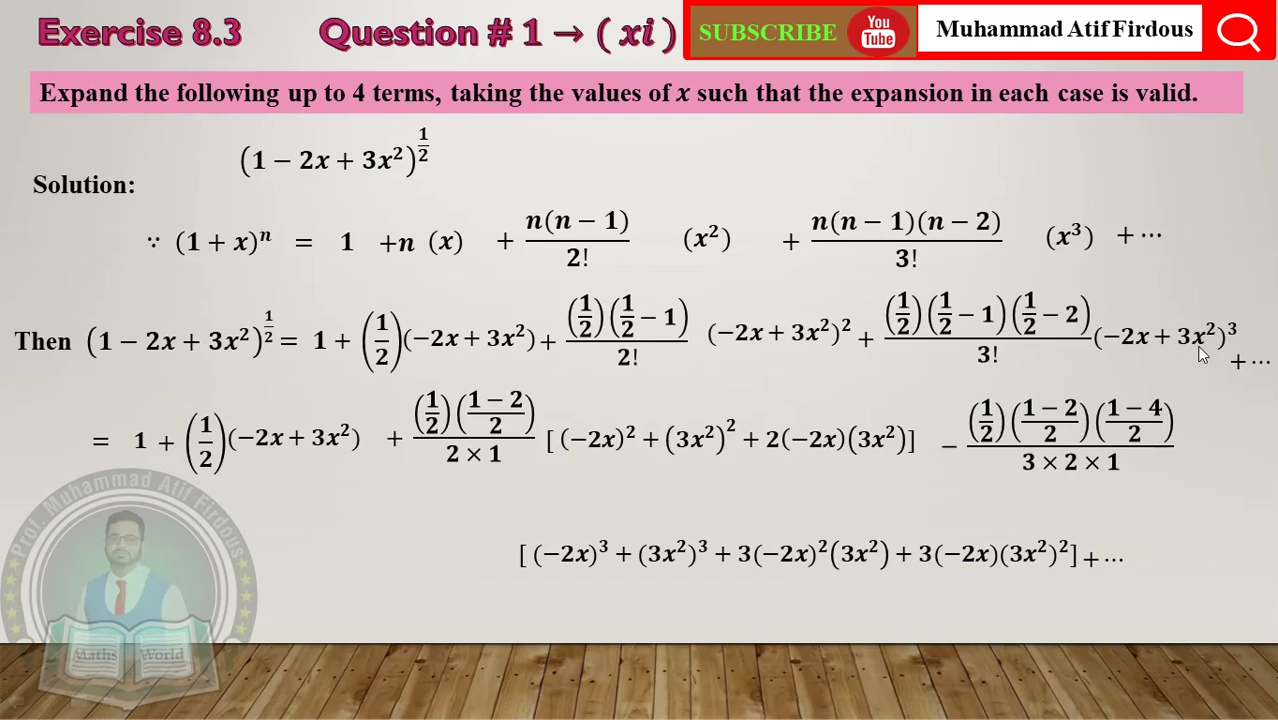 Exercise 8.3 Question # 1 → ( xi ) SUBSCRIBE You Tube Muhammad Atif Firdous
Expand the following up to 4 terms, taking the values of x such that the expansion in each case is valid.
(1 − 2x + 3x²)^(1/2)
Solution:
∵ (1 + x)ⁿ = 1 +n (x) + n(n − 1)/2! (x²) + n(n − 1)(n − 2)/3! (x³) + ⋯
Then (1 − 2x + 3x²)^(1/2) = 1 + (1/2)(−2x + 3x²) + (1/2)(1/2 − 1)/2! (−2x + 3x²)² + (1/2)(1/2 − 1)(1/2 − 2)/3! (−2x + 3x²)³ + ⋯
= 1 + (1/2)(−2x + 3x²) + (1/2)((1 − 2)/2)/(2 × 1) [ (−2x)² + (3x²)² + 2(−2x)(3x²)] − (1/2)((1 − 2)/2)((1 − 4)/2)/(3 × 2 × 1)
[ (−2x)³ + (3x²)³ + 3(−2x)²(3x²) + 3(−2x)(3x²)²] + ⋯
Prof. Muhammad Atif Firdous
Maths World